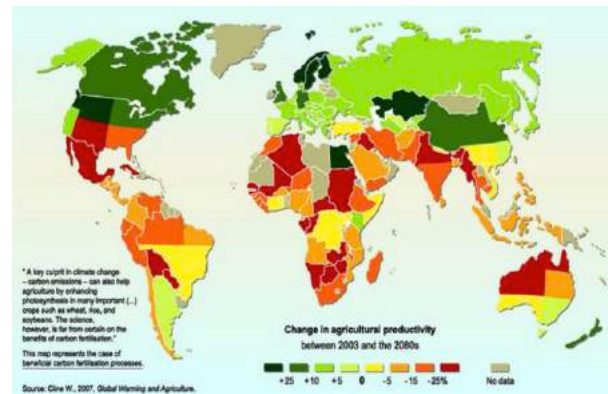 " A key culprit in climate change
– carbon emissions – can also help
agriculture by enhancing
photosynthesis in many important (...)
crops such as wheat, rice, and
soybeans. The science,
however, is far from certain on the
benefits of carbon fertilisation."
This map represents the case of
beneficial carbon fertilisation processes.
Change in agricultural productivity
between 2003 and the 2080s
+25 +10 +5 0 -5 -15 -25% No data
Source: Cline W., 2007, Global Warming and Agriculture.